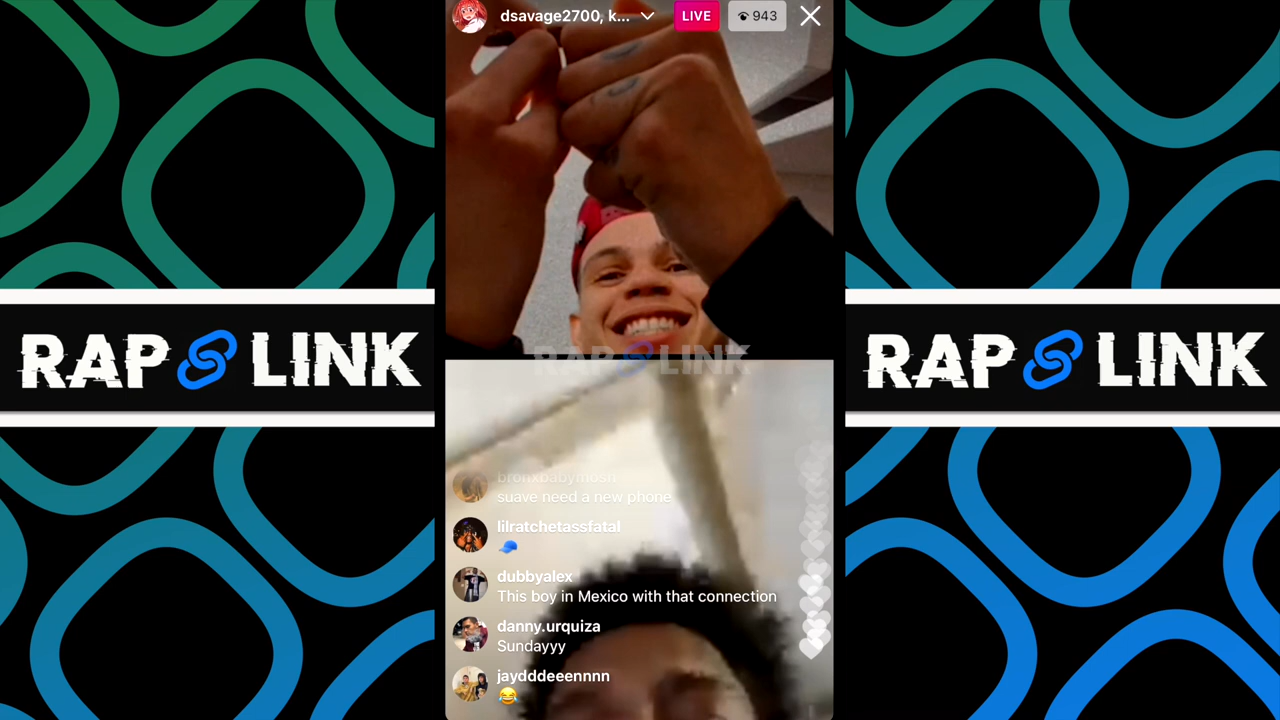 dsavage2700, k...
LIVE
943
RAP LINK
RAP LINK
RAP LINK
bronxbabymosh
suave need a new phone
lilratchetassfatal
🧢
dubbyalex
This boy in Mexico with that connection
danny.urquiza
Sundayyy
jaydddeeennnn
😂